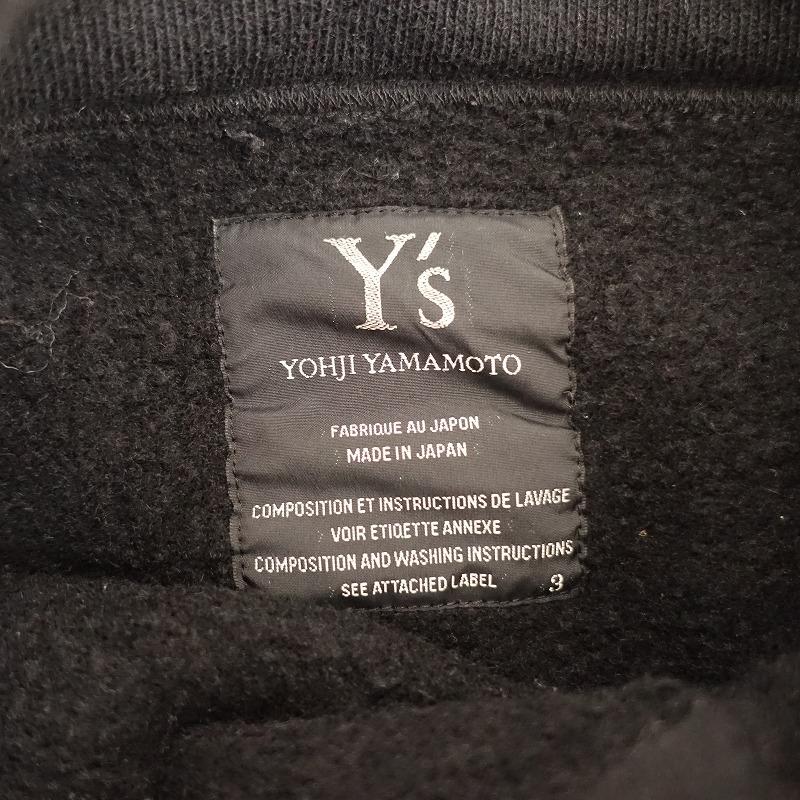 Y's
YOHJI YAMAMOTO
FABRIQUE AU JAPON
MADE IN JAPAN
COMPOSITION ET INSTRUCTIONS DE LAVAGE
VOIR ETIQETTE ANNEXE
COMPOSITION AND WASHING INSTRUCTIONS
SEE ATTACHED LABEL 3